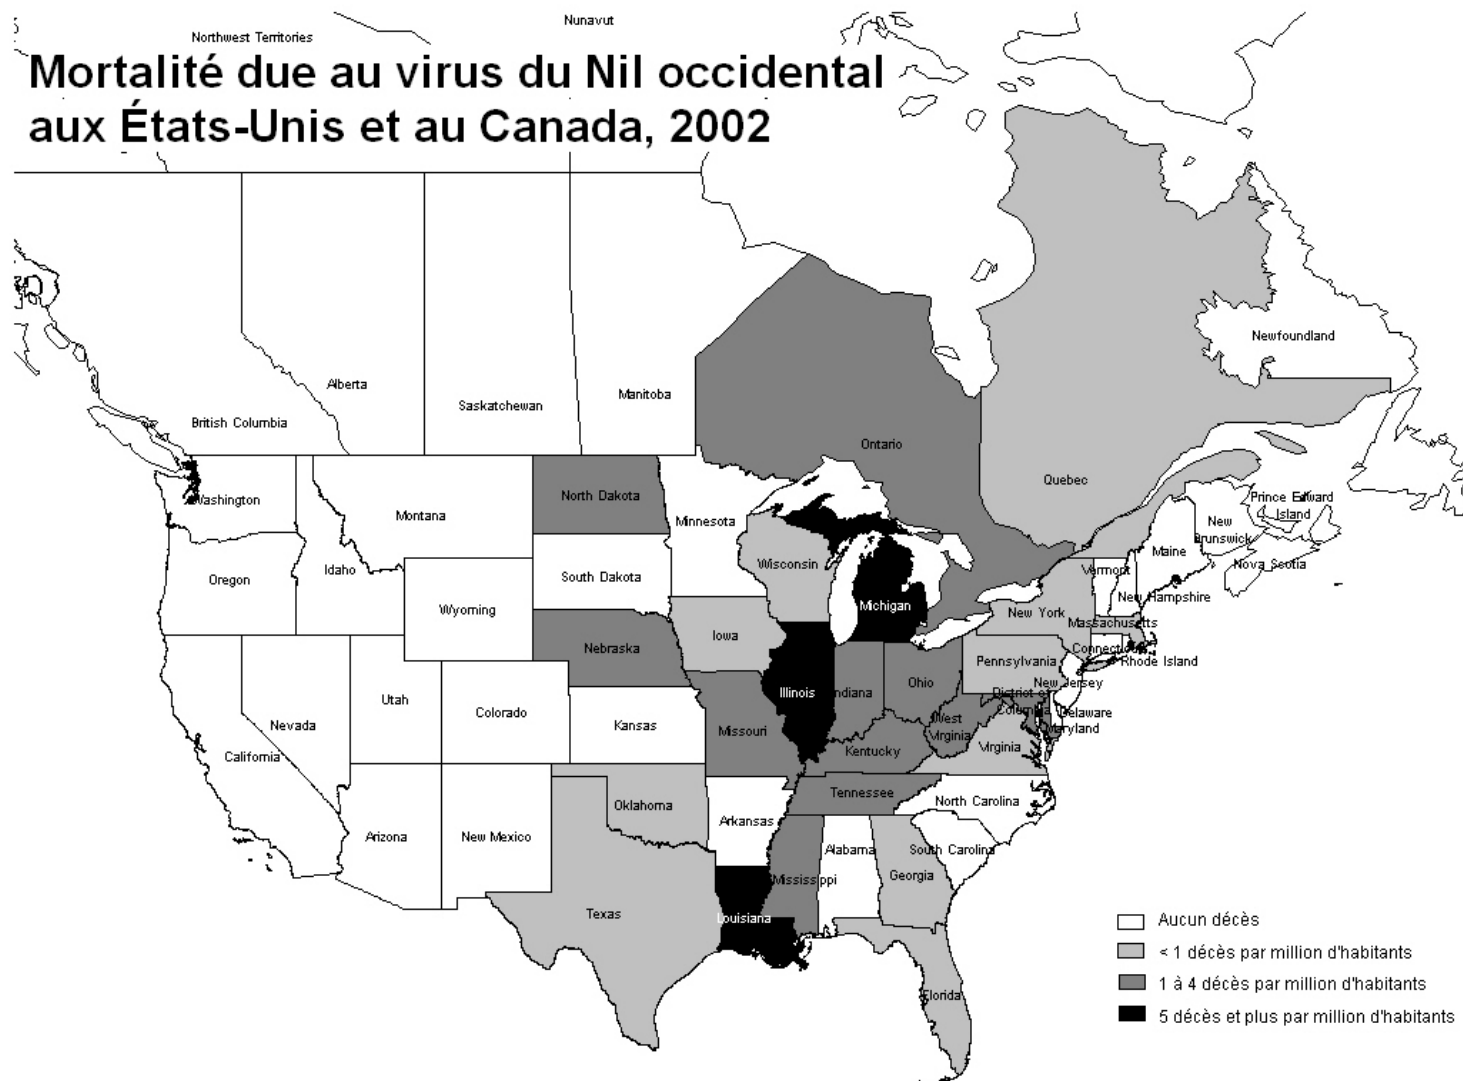 Nunavut
Northwest Territories
Mortalité due au virus du Nil occidental
aux États-Unis et au Canada, 2002
Newfoundland
Alberta
Manitoba
Saskatchewan
British Columbia
Ontario
Quebec
Washington
North Dakota
Prince Edward
Island
Montana
Minnesota
New
Brunswick
Maine
Idaho
Oregon
South Dakota
Wisconsin
Vermont
Nova Scotia
Wyoming
Michigan
New York
New Hampshire
Massachusetts
Iowa
Nebraska
Connecticut
Pennsylvania
Rhode Island
Utah
Illinois
Indiana
Ohio
New Jersey
District of
Columbia
Nevada
Colorado
Kansas
Missouri
West
Virginia
Delaware
Maryland
California
Kentucky
Virginia
Oklahoma
Tennessee
North Carolina
Arizona
New Mexico
Arkansas
Alabama
South Carolina
Mississippi
Georgia
Texas
Louisiana
Florida
Aucun décès
< 1 décès par million d'habitants
1 à 4 décès par million d'habitants
5 décès et plus par million d'habitants